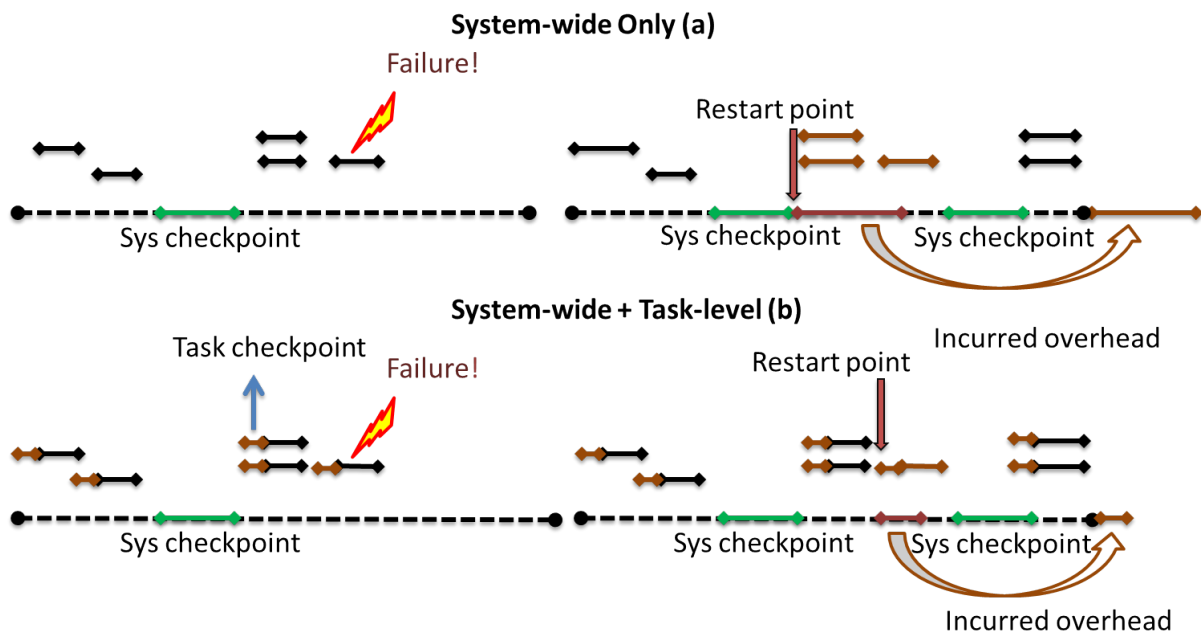 System-wide Only (a)
Failure!
Restart point
Sys checkpoint
Sys checkpoint
Sys checkpoint
System-wide + Task-level (b)
Incurred overhead
Task checkpoint
Failure!
Restart point
Sys checkpoint
Sys checkpoint
Sys checkpoint
Incurred overhead